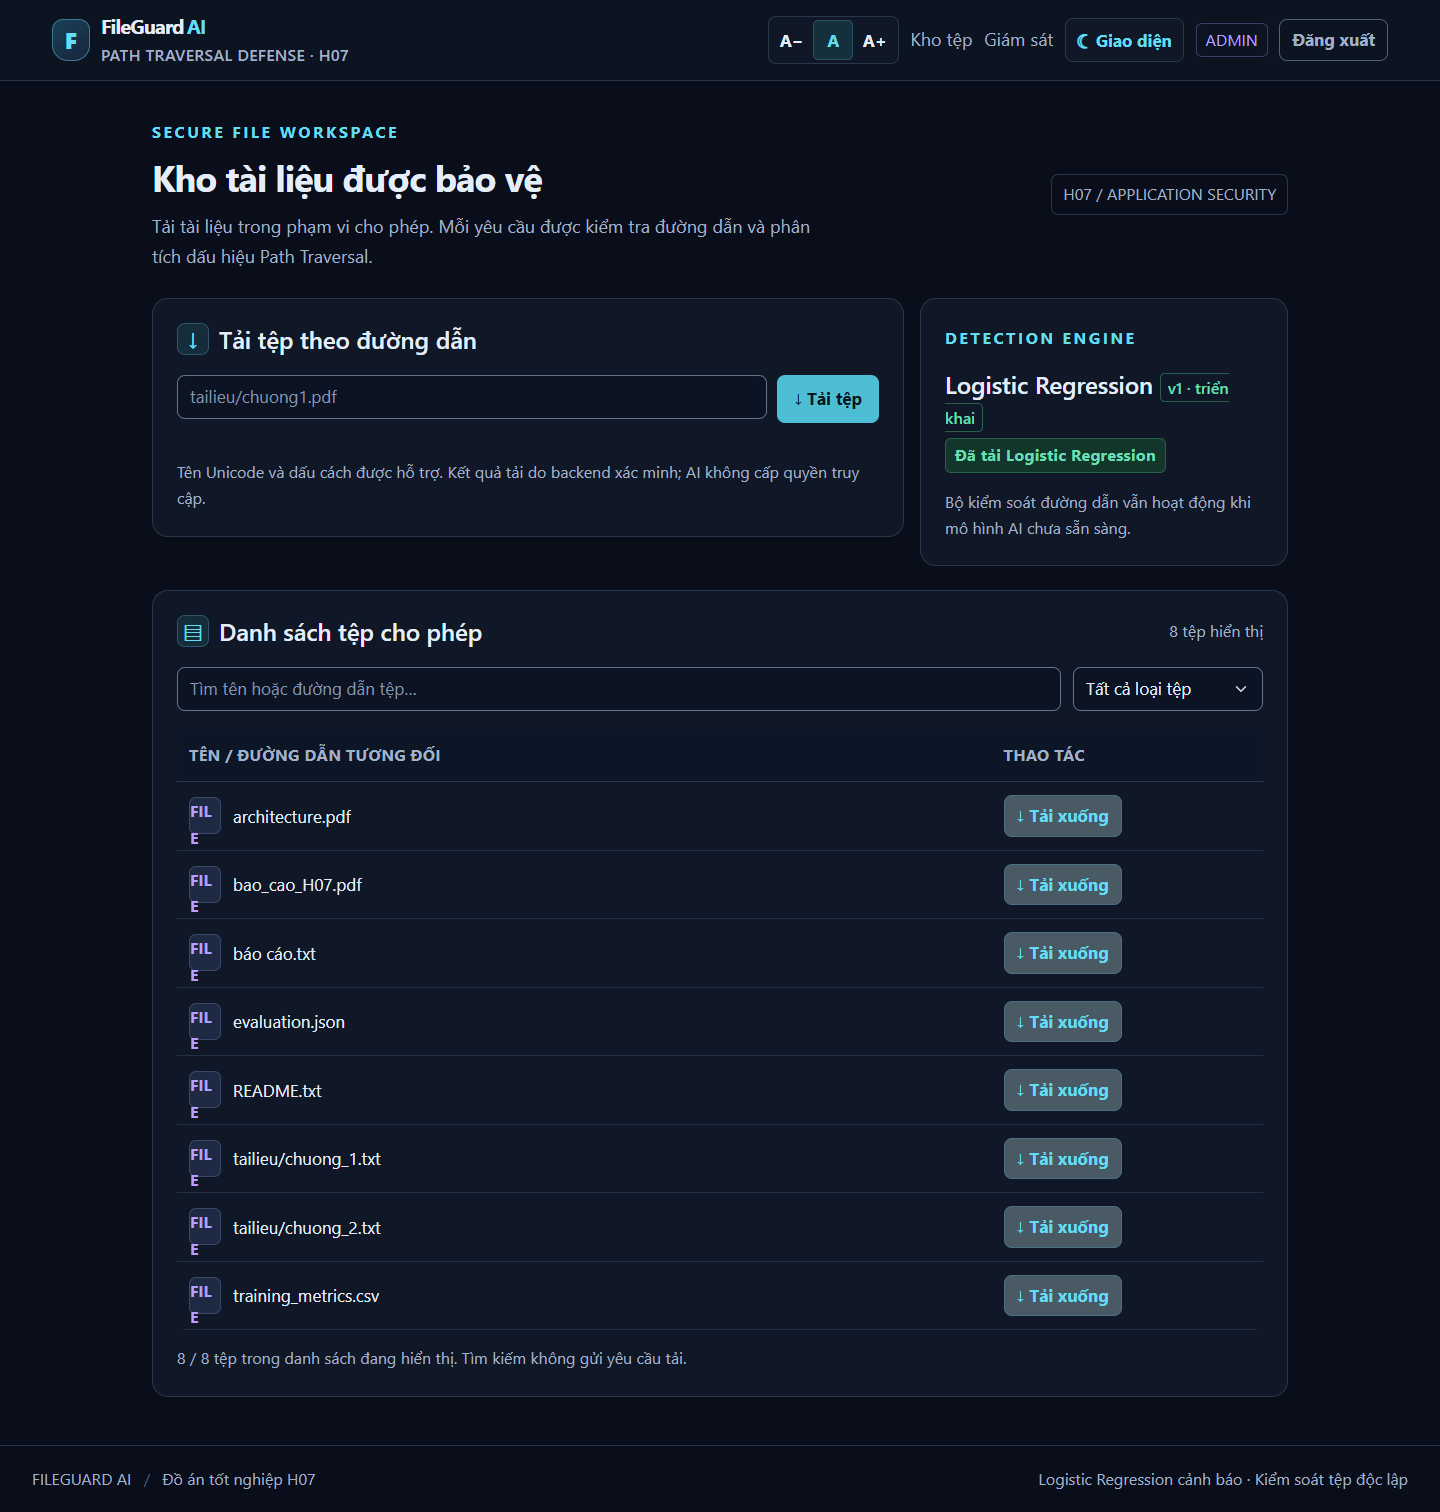 F
FileGuard AI
PATH TRAVERSAL DEFENSE · H07
A−
A
A+
Kho tệp
Giám sát
☾ Giao diện
ADMIN
Đăng xuất
SECURE FILE WORKSPACE
Kho tài liệu được bảo vệ
Tải tài liệu trong phạm vi cho phép. Mỗi yêu cầu được kiểm tra đường dẫn và phân
tích dấu hiệu Path Traversal.
H07 / APPLICATION SECURITY
↓ Tải tệp theo đường dẫn
tailieu/chuong1.pdf
↓ Tải tệp
Tên Unicode và dấu cách được hỗ trợ. Kết quả tải do backend xác minh; AI không cấp quyền truy
cập.
DETECTION ENGINE
Logistic Regression v1 · triển
khai
Đã tải Logistic Regression
Bộ kiểm soát đường dẫn vẫn hoạt động khi
mô hình AI chưa sẵn sàng.
▤ Danh sách tệp cho phép
8 tệp hiển thị
Tìm tên hoặc đường dẫn tệp...
Tất cả loại tệp
TÊN / ĐƯỜNG DẪN TƯƠNG ĐỐI
THAO TÁC
FIL
E
architecture.pdf
↓ Tải xuống
FIL
E
bao_cao_H07.pdf
↓ Tải xuống
FIL
E
báo cáo.txt
↓ Tải xuống
FIL
E
evaluation.json
↓ Tải xuống
FIL
E
README.txt
↓ Tải xuống
FIL
E
tailieu/chuong_1.txt
↓ Tải xuống
FIL
E
tailieu/chuong_2.txt
↓ Tải xuống
FIL
E
training_metrics.csv
↓ Tải xuống
8 / 8 tệp trong danh sách đang hiển thị. Tìm kiếm không gửi yêu cầu tải.
FILEGUARD AI / Đồ án tốt nghiệp H07
Logistic Regression cảnh báo · Kiểm soát tệp độc lập